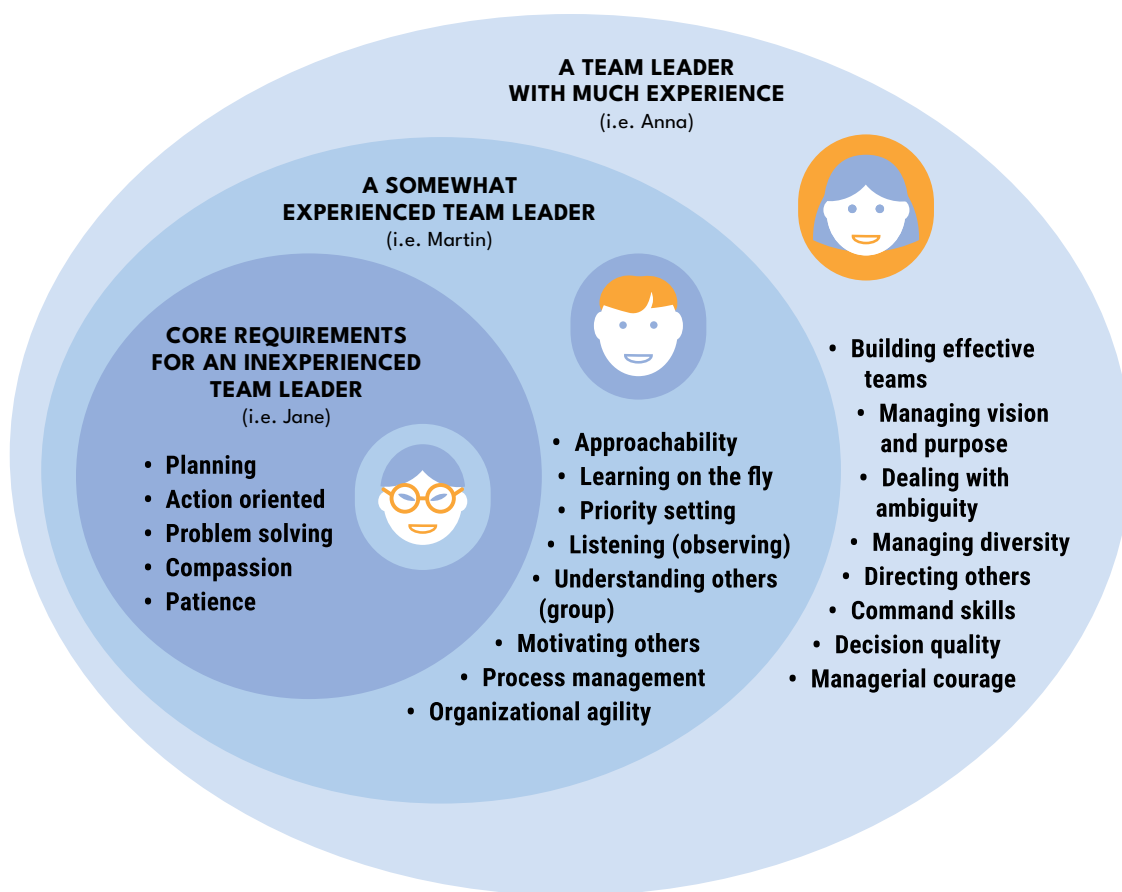 A TEAM LEADER
WITH MUCH EXPERIENCE
(i.e. Anna)
A SOMEWHAT
EXPERIENCED TEAM LEADER
(i.e. Martin)
CORE REQUIREMENTS
FOR AN INEXPERIENCED
TEAM LEADER
(i.e. Jane)
• Planning
• Action oriented
• Problem solving
• Compassion
• Patience
• Approachability
• Learning on the fly
• Priority setting
• Listening (observing)
• Understanding others
(group)
• Motivating others
• Process management
• Organizational agility
• Building effective
teams
• Managing vision
and purpose
• Dealing with
ambiguity
• Managing diversity
• Directing others
• Command skills
• Decision quality
• Managerial courage